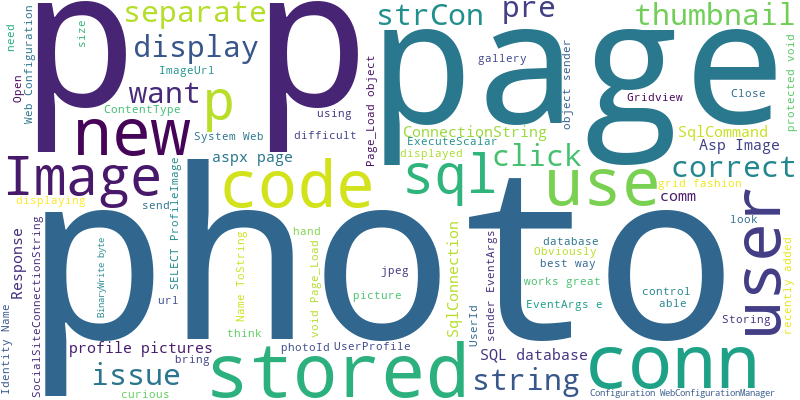 p p page
photo
separate
display
want
p
new
Image
code
sql
use
user
stored
conn
string
issue
strCon
pre
thumbnail
click
correct
comm
Response
Web Configuration
need
Open
size
ImageUrl
ContentType
System Web
using
difficult
aspx page
displaying
send
SELECT ProfileImage
Page_Load object
ConnectionString
ExecuteScalar
displayed
gallery
object sender
Gridview
Close
protected void
SqlCommand
Asp Image
grid fashion
look
database
Obviously
best way
works great
EventArgs e
control
able
Storing
recently added
SocialSiteConnectionString
BinaryWrite byte
url
Name ToString
hand
void Page_Load
jpeg
picture
think
photoId
UserProfile
SqlConnection
UserId
sender EventArgs
SQL database
profile pictures
bring
curious
Identity Name
Configuration WebConfigurationManager